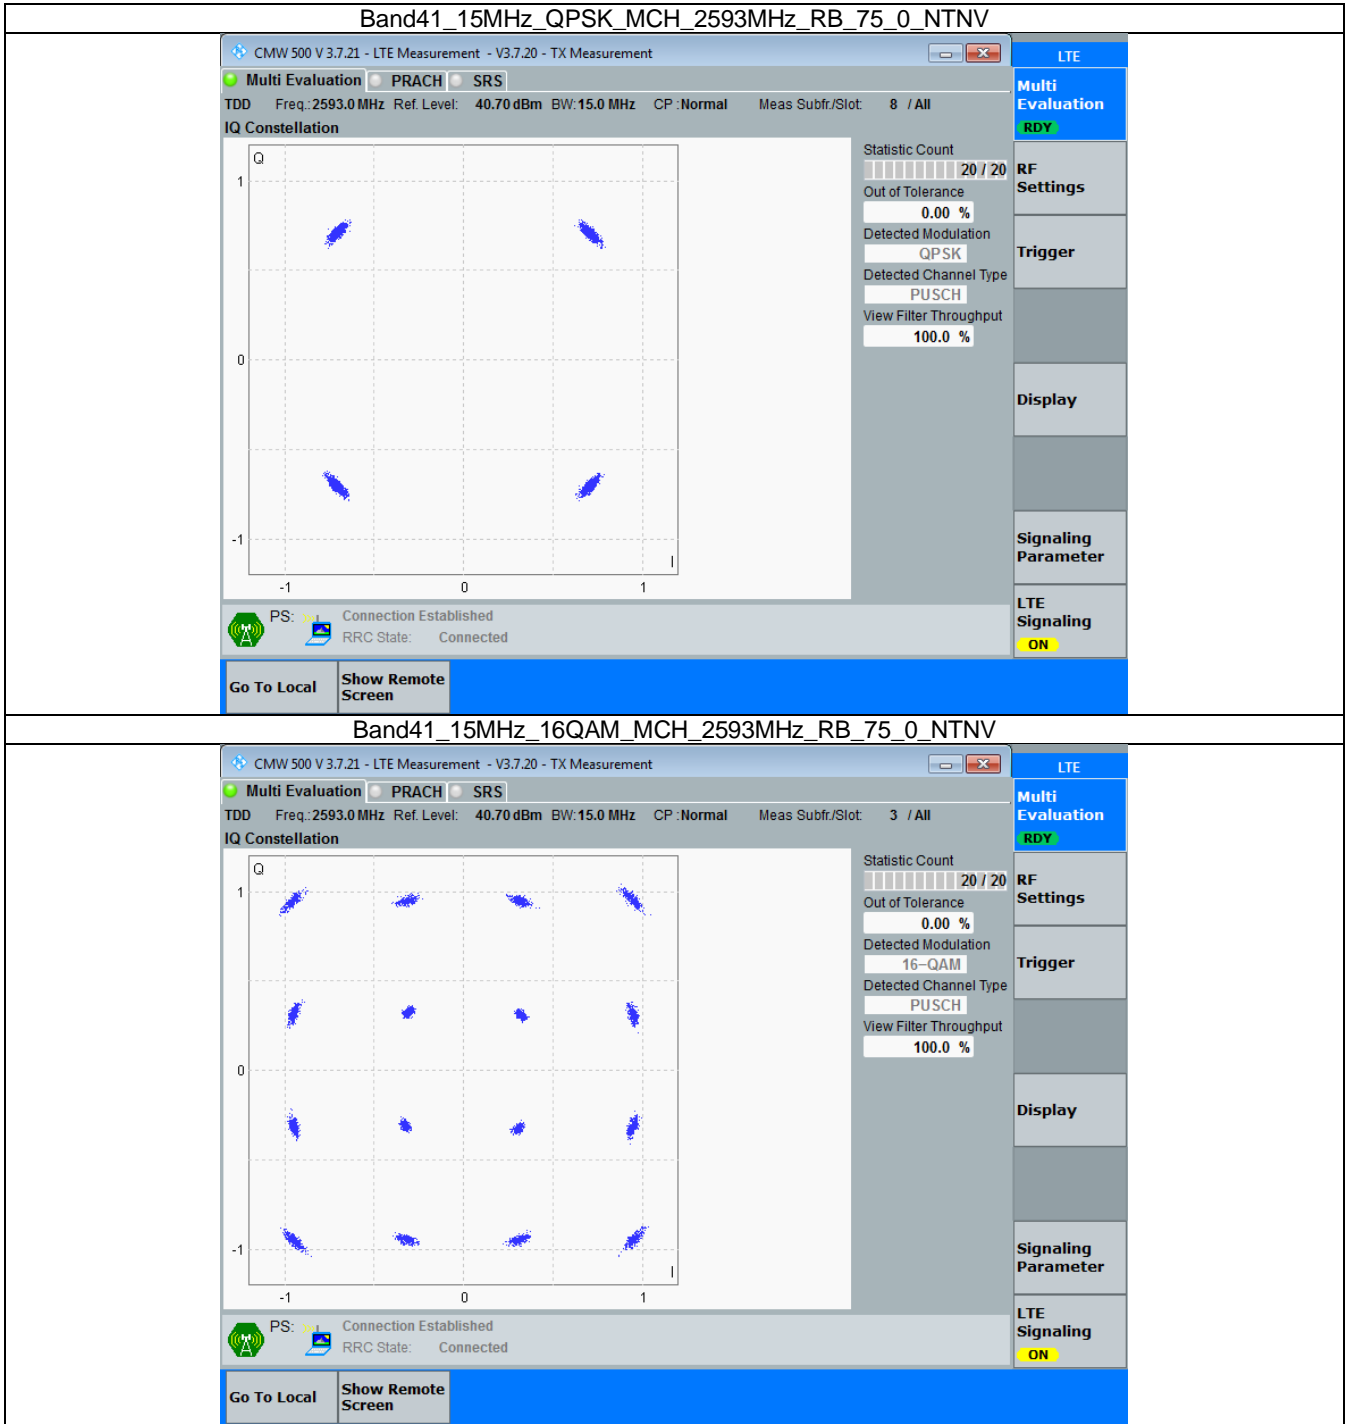 Band41_15MHz_QPSK_MCH_2593MHz_RB_75_0_NTNV
CMW 500 V 3.7.21 - LTE Measurement - V3.7.20 - TX Measurement
LTE
Multi Evaluation PRACH SRS
TDD Freq.: 2593.0 MHz Ref. Level: 40.70 dBm BW: 15.0 MHz CP : Normal Meas Subfr./Slot: 8 / All
IQ Constellation
Q
1
0
-1
I
-1 0 1
Statistic Count
20 / 20
Out of Tolerance
0.00 %
Detected Modulation
QPSK
Detected Channel Type
PUSCH
View Filter Throughput
100.0 %
Multi
Evaluation
RDY
RF
Settings
Trigger
Display
Signaling
Parameter
LTE
Signaling
ON
PS: Connection Established
RRC State: Connected
Go To Local
Show Remote
Screen
Band41_15MHz_16QAM_MCH_2593MHz_RB_75_0_NTNV
CMW 500 V 3.7.21 - LTE Measurement - V3.7.20 - TX Measurement
LTE
Multi Evaluation PRACH SRS
TDD Freq.: 2593.0 MHz Ref. Level: 40.70 dBm BW: 15.0 MHz CP : Normal Meas Subfr./Slot: 3 / All
IQ Constellation
Q
1
0
-1
I
-1 0 1
Statistic Count
20 / 20
Out of Tolerance
0.00 %
Detected Modulation
16-QAM
Detected Channel Type
PUSCH
View Filter Throughput
100.0 %
Multi
Evaluation
RDY
RF
Settings
Trigger
Display
Signaling
Parameter
LTE
Signaling
ON
PS: Connection Established
RRC State: Connected
Go To Local
Show Remote
Screen